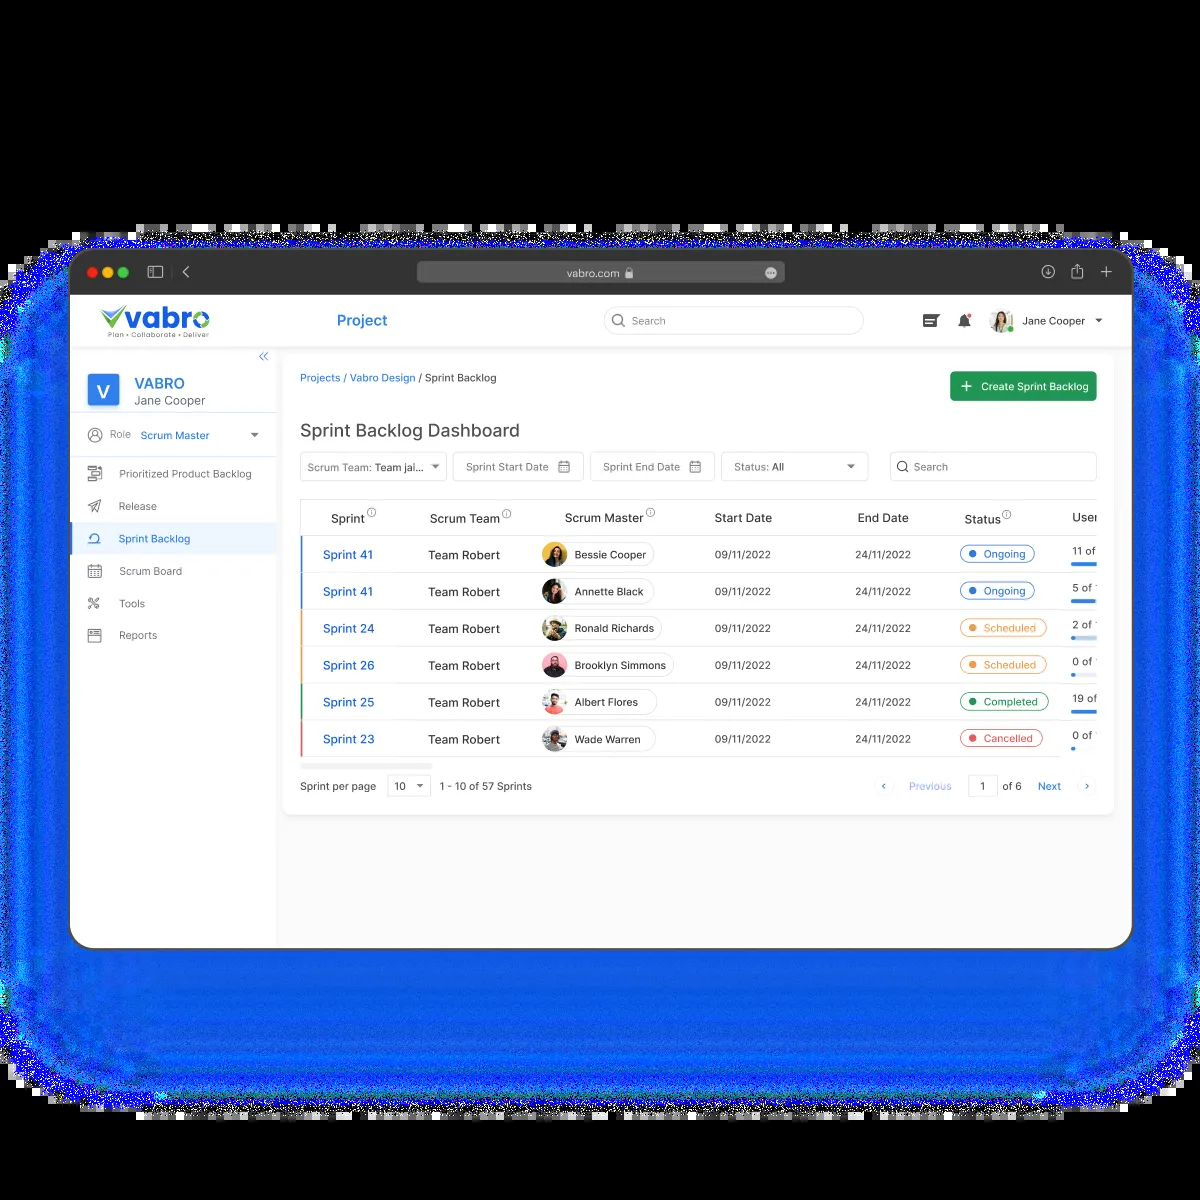 vabro.com
vabro
Plan • Collaborate • Deliver
Project
Search
Jane Cooper
V
VABRO
Jane Cooper
Role Scrum Master
Prioritized Product Backlog
Release
Sprint Backlog
Scrum Board
Tools
Reports
Projects / Vabro Design / Sprint Backlog
+ Create Sprint Backlog
Sprint Backlog Dashboard
Scrum Team: Team jai... Sprint Start Date Sprint End Date Status: All Search
Sprint Scrum Team Scrum Master Start Date End Date Status User
Sprint 41 Team Robert Bessie Cooper 09/11/2022 24/11/2022 Ongoing 11 of
Sprint 41 Team Robert Annette Black 09/11/2022 24/11/2022 Ongoing 5 of
Sprint 24 Team Robert Ronald Richards 09/11/2022 24/11/2022 Scheduled 2 of
Sprint 26 Team Robert Brooklyn Simmons 09/11/2022 24/11/2022 Scheduled 0 of
Sprint 25 Team Robert Albert Flores 09/11/2022 24/11/2022 Completed 19 of
Sprint 23 Team Robert Wade Warren 09/11/2022 24/11/2022 Cancelled 0 of
Sprint per page 10 1 - 10 of 57 Sprints < Previous 1 of 6 Next >